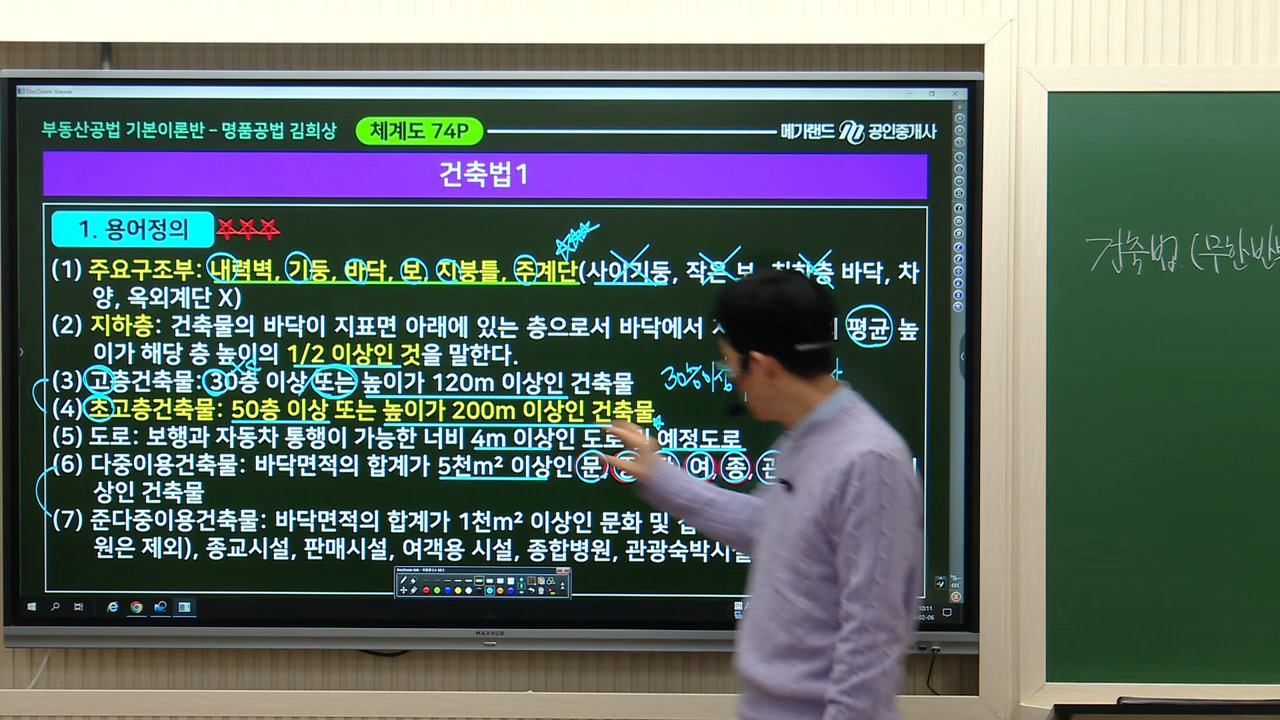 DocZoom Viewer
부동산공법 기본이론반 - 명품공법 김희상 체계도 74P 메가랜드 공인중개사
건축법1
1. 용어정의
(1) 주요구조부: 내력벽, 기둥, 바닥, 보, 지붕틀, 주계단(사이기둥, 작은 보, 최하층 바닥, 차
양, 옥외계단 X)
(2) 지하층: 건축물의 바닥이 지표면 아래에 있는 층으로서 바닥에서 평균 높
이가 해당 층 높이의 1/2 이상인 것을 말한다.
(3) 고층건축물: 30층 이상 또는 높이가 120m 이상인 건축물 30층이상
(4) 초고층건축물: 50층 이상 또는 높이가 200m 이상인 건축물
(5) 도로: 보행과 자동차 통행이 가능한 너비 4m 이상인 도로 및 예정도로
(6) 다중이용건축물: 바닥면적의 합계가 5천m² 이상인 문, 여, 종,
상인 건축물
(7) 준다중이용건축물: 바닥면적의 합계가 1천m² 이상인 문화 및
원은 제외), 종교시설, 판매시설, 여객용 시설, 종합병원, 관광숙박시설
MAXHUB
건축법 (무한반